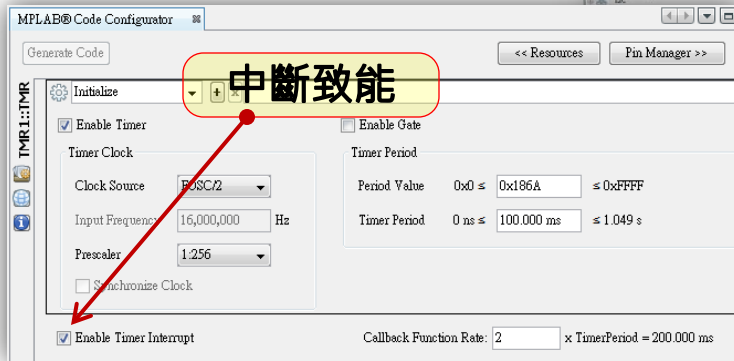 MPLAB® Code Configurator
Generate Code
<< Resources
Pin Manager >>
TMR1::TMR
Initialize
中斷致能
Enable Timer
Enable Gate
Timer Clock
Timer Period
Clock Source
FOSC/2
Period Value
0x0 ≤
0x186A
≤ 0xFFFF
Input Frequency
16,000,000
Hz
Timer Period
0 ns ≤
100.000 ms
≤ 1.049 s
Prescaler
1:256
Synchronize Clock
Enable Timer Interrupt
Callback Function Rate:
2
x TimerPeriod = 200.000 ms